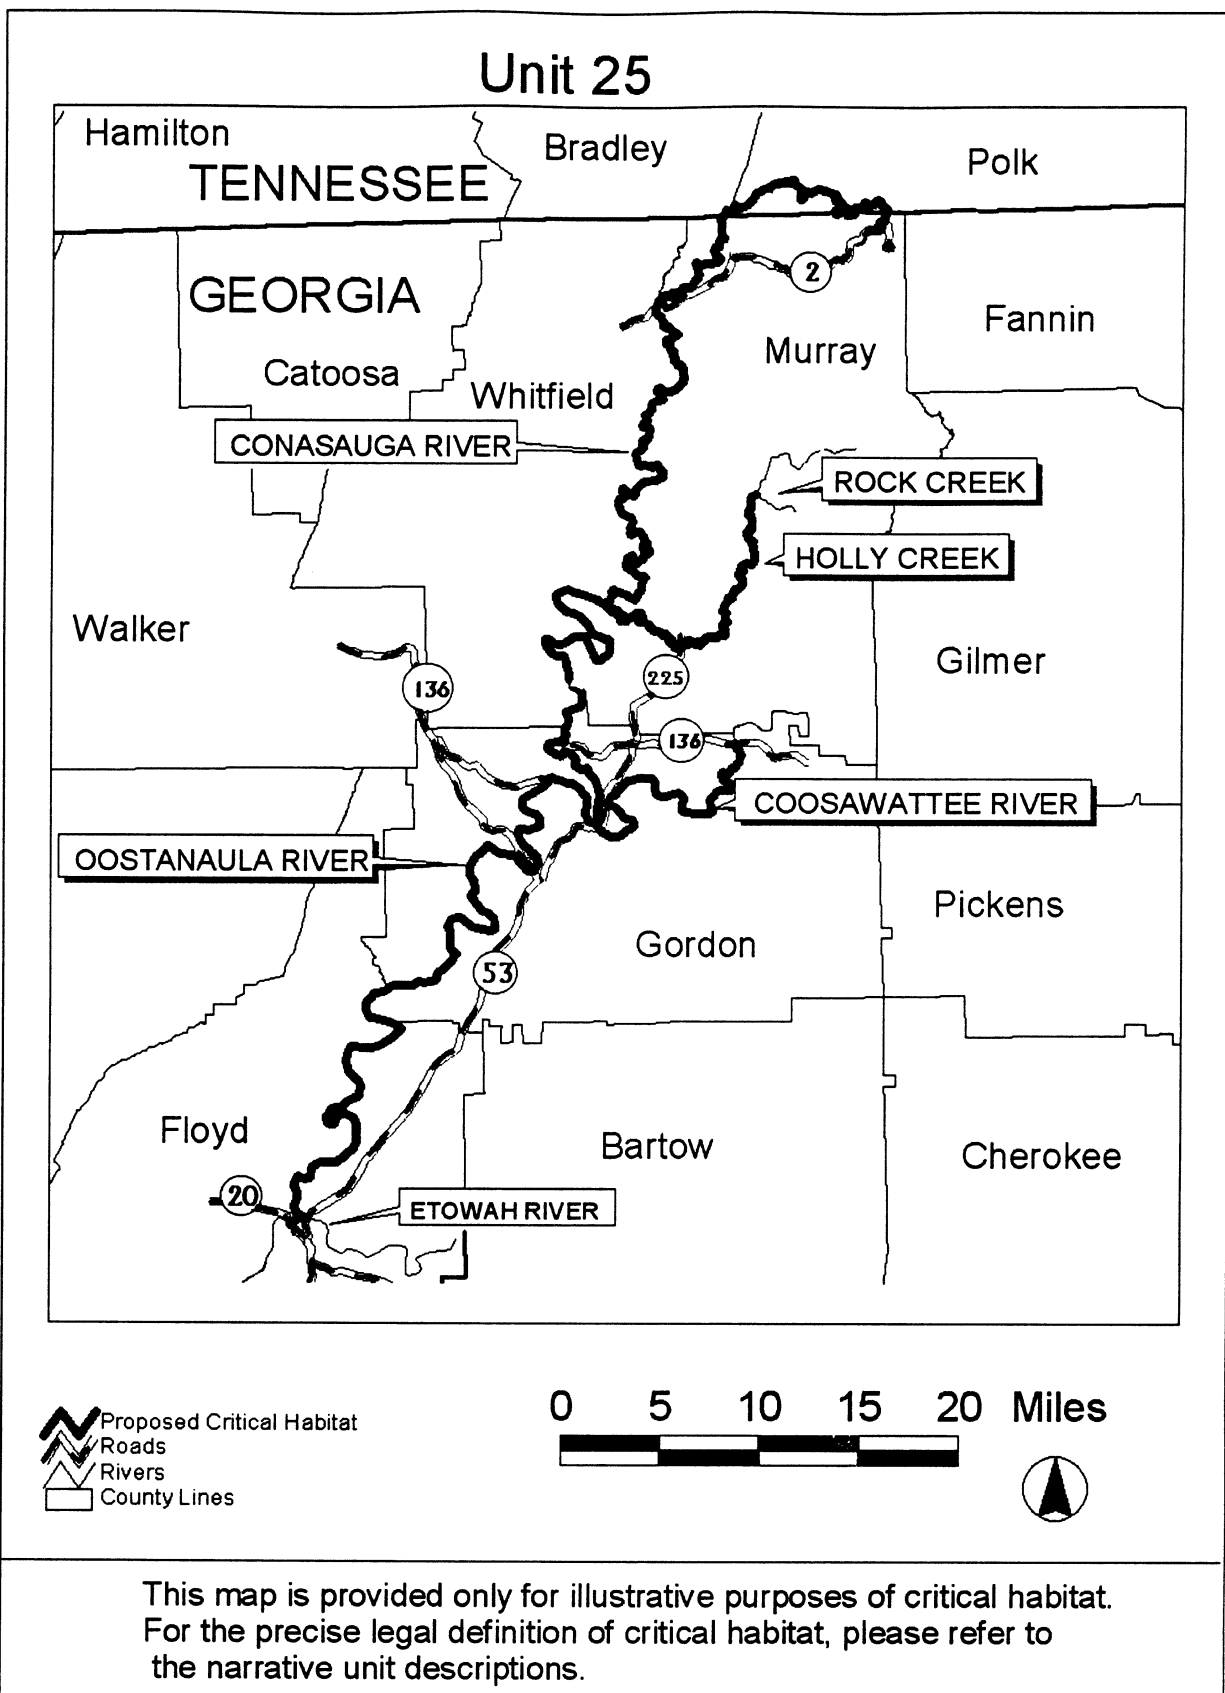 Unit 25
Hamilton
Bradley
Polk
TENNESSEE
GEORGIA
2
Fannin
Murray
Catoosa
Whitfield
CONASAUGA RIVER
ROCK CREEK
HOLLY CREEK
Walker
Gilmer
136
225
136
COOSAWATTEE RIVER
OOSTANAULA RIVER
Pickens
Gordon
53
Floyd
Bartow
Cherokee
20
ETOWAH RIVER
0 5 10 15 20 Miles
Proposed Critical Habitat
Roads
Rivers
County Lines
This map is provided only for illustrative purposes of critical habitat.
For the precise legal definition of critical habitat, please refer to
the narrative unit descriptions.